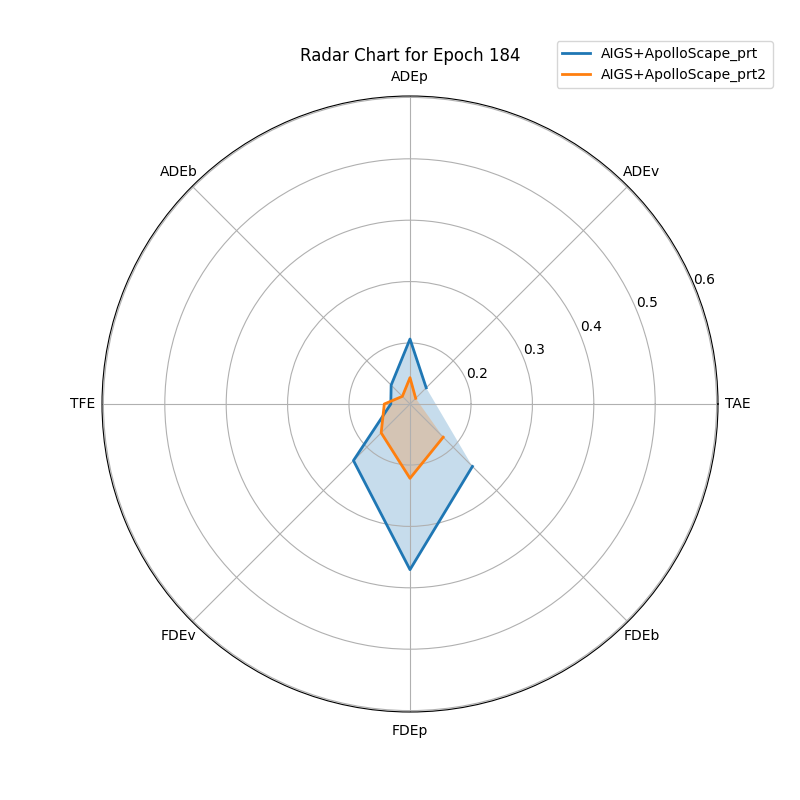 Radar Chart for Epoch 184
AIGS+ApolloScape_prt
AIGS+ApolloScape_prt2
ADEp
ADEb
ADEv
0.6
0.5
0.4
0.3
0.2
TFE
TAE
FDEv
FDEb
FDEp